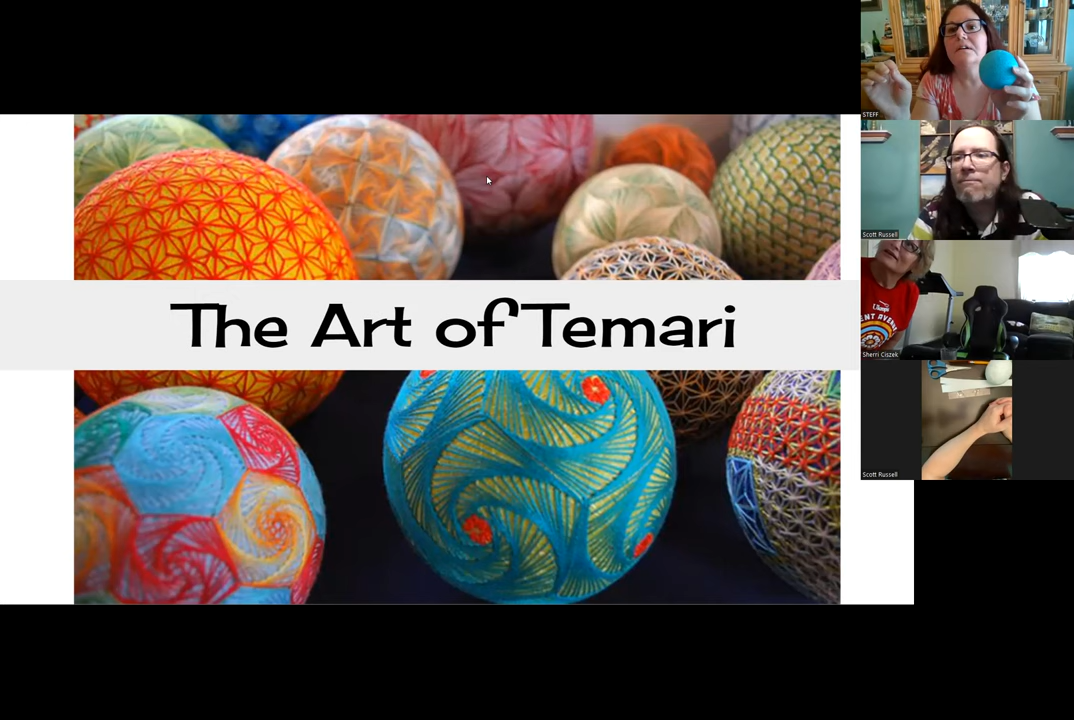 The Art of Temari
STEFF
Scott Russell
Sherri Ciszek
Scott Russell